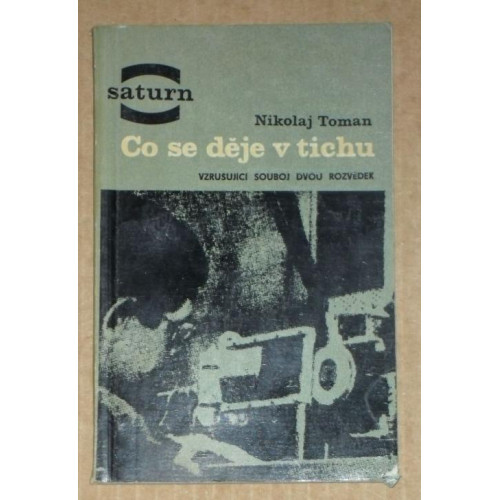 saturn
Nikolaj Toman
Co se děje v tichu
VZRUŠUJÍCÍ SOUBOJ DVOU ROZVĚDEK